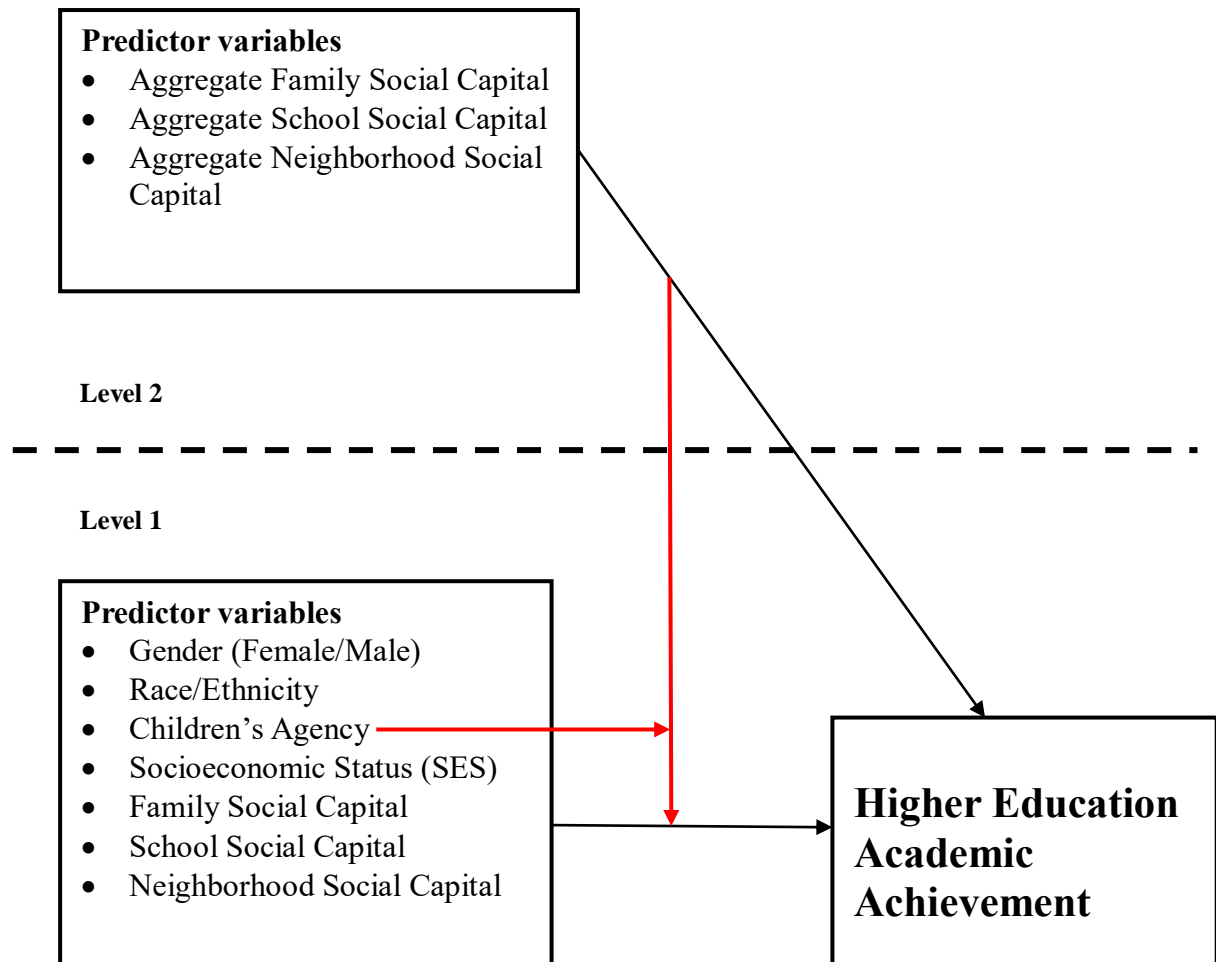 Predictor variables
• Aggregate Family Social Capital
• Aggregate School Social Capital
• Aggregate Neighborhood Social
Capital
Level 2
Level 1
Predictor variables
• Gender (Female/Male)
• Race/Ethnicity
• Children’s Agency
• Socioeconomic Status (SES)
• Family Social Capital
• School Social Capital
• Neighborhood Social Capital
Higher Education
Academic
Achievement